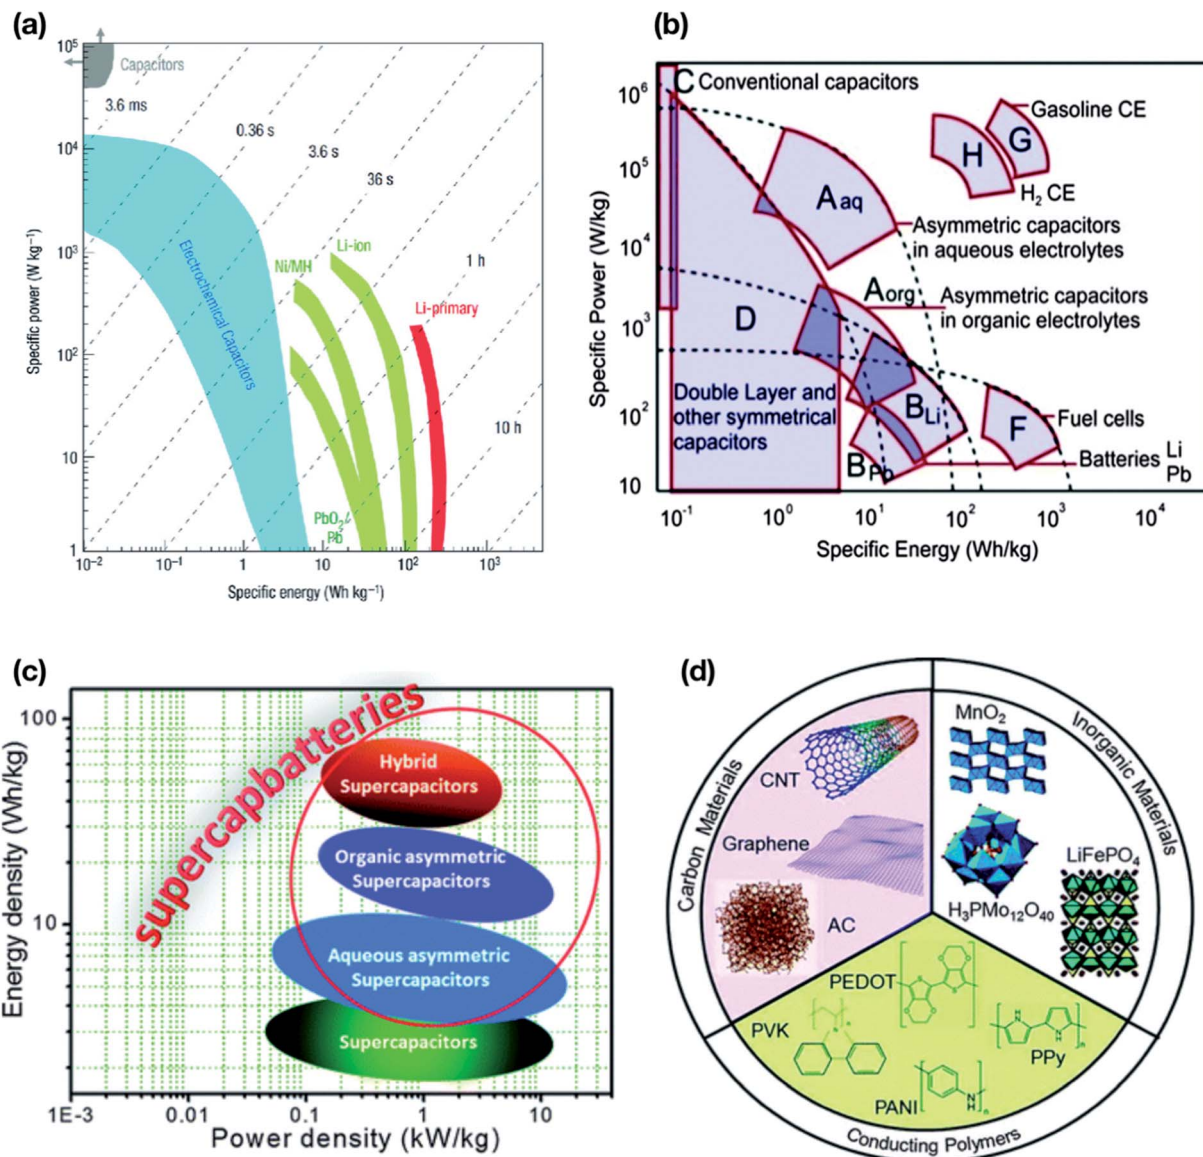 (a)
10⁵
Capacitors
3.6 ms
0.36 s
3.6 s
36 s
1 h
10 h
10⁴
10³
10²
10
1
Specific power (W kg⁻¹)
Electrochemical Capacitors
Ni/MH
Li-ion
Li-primary
PbO₂/
Pb
10⁻² 10⁻¹ 1 10 10² 10³
Specific energy (Wh kg⁻¹)
(b)
10⁶
10⁵
10⁴
10³
10²
10
Specific Power (W/kg)
C Conventional capacitors
Gasoline CE
G
H
H₂ CE
A aq
Asymmetric capacitors
in aqueous electrolytes
A org
Asymmetric capacitors
in organic electrolytes
D
Double Layer and
other symmetrical
capacitors
B Li
F
Fuel cells
B Pb
Batteries Li
Pb
10⁻¹ 10⁰ 10¹ 10² 10³ 10⁴
Specific Energy (Wh/kg)
(c)
100
10
Energy density (Wh/kg)
supercapbatteries
Hybrid
Supercapacitors
Organic asymmetric
Supercapacitors
Aqueous asymmetric
Supercapacitors
Supercapacitors
1E-3 0.01 0.1 1 10
Power density (kW/kg)
(d)
Carbon Materials
CNT
Graphene
AC
Inorganic Materials
MnO₂
LiFePO₄
H₃PMo₁₂O₄₀
PEDOT
n
PVK
n
N
PPy
H
N
N
H
n
PANI
N
H
n
O
O
S
S
O
O
Conducting Polymers